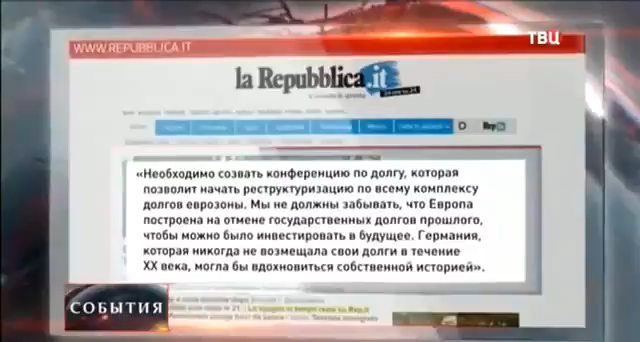 WWW.REPUBBLICA.IT
ТВЦ
la Repubblica.it
«Необходимо созвать конференцию по долгу, которая
позволит начать реструктуризацию по всему комплексу
долгов еврозоны. Мы не должны забывать, что Европа
построена на отмене государственных долгов прошлого,
чтобы можно было инвестировать в будущее. Германия,
которая никогда не возмещала свои долги в течение
XX века, могла бы вдохновиться собственной историей».
СОБЫТИЯ